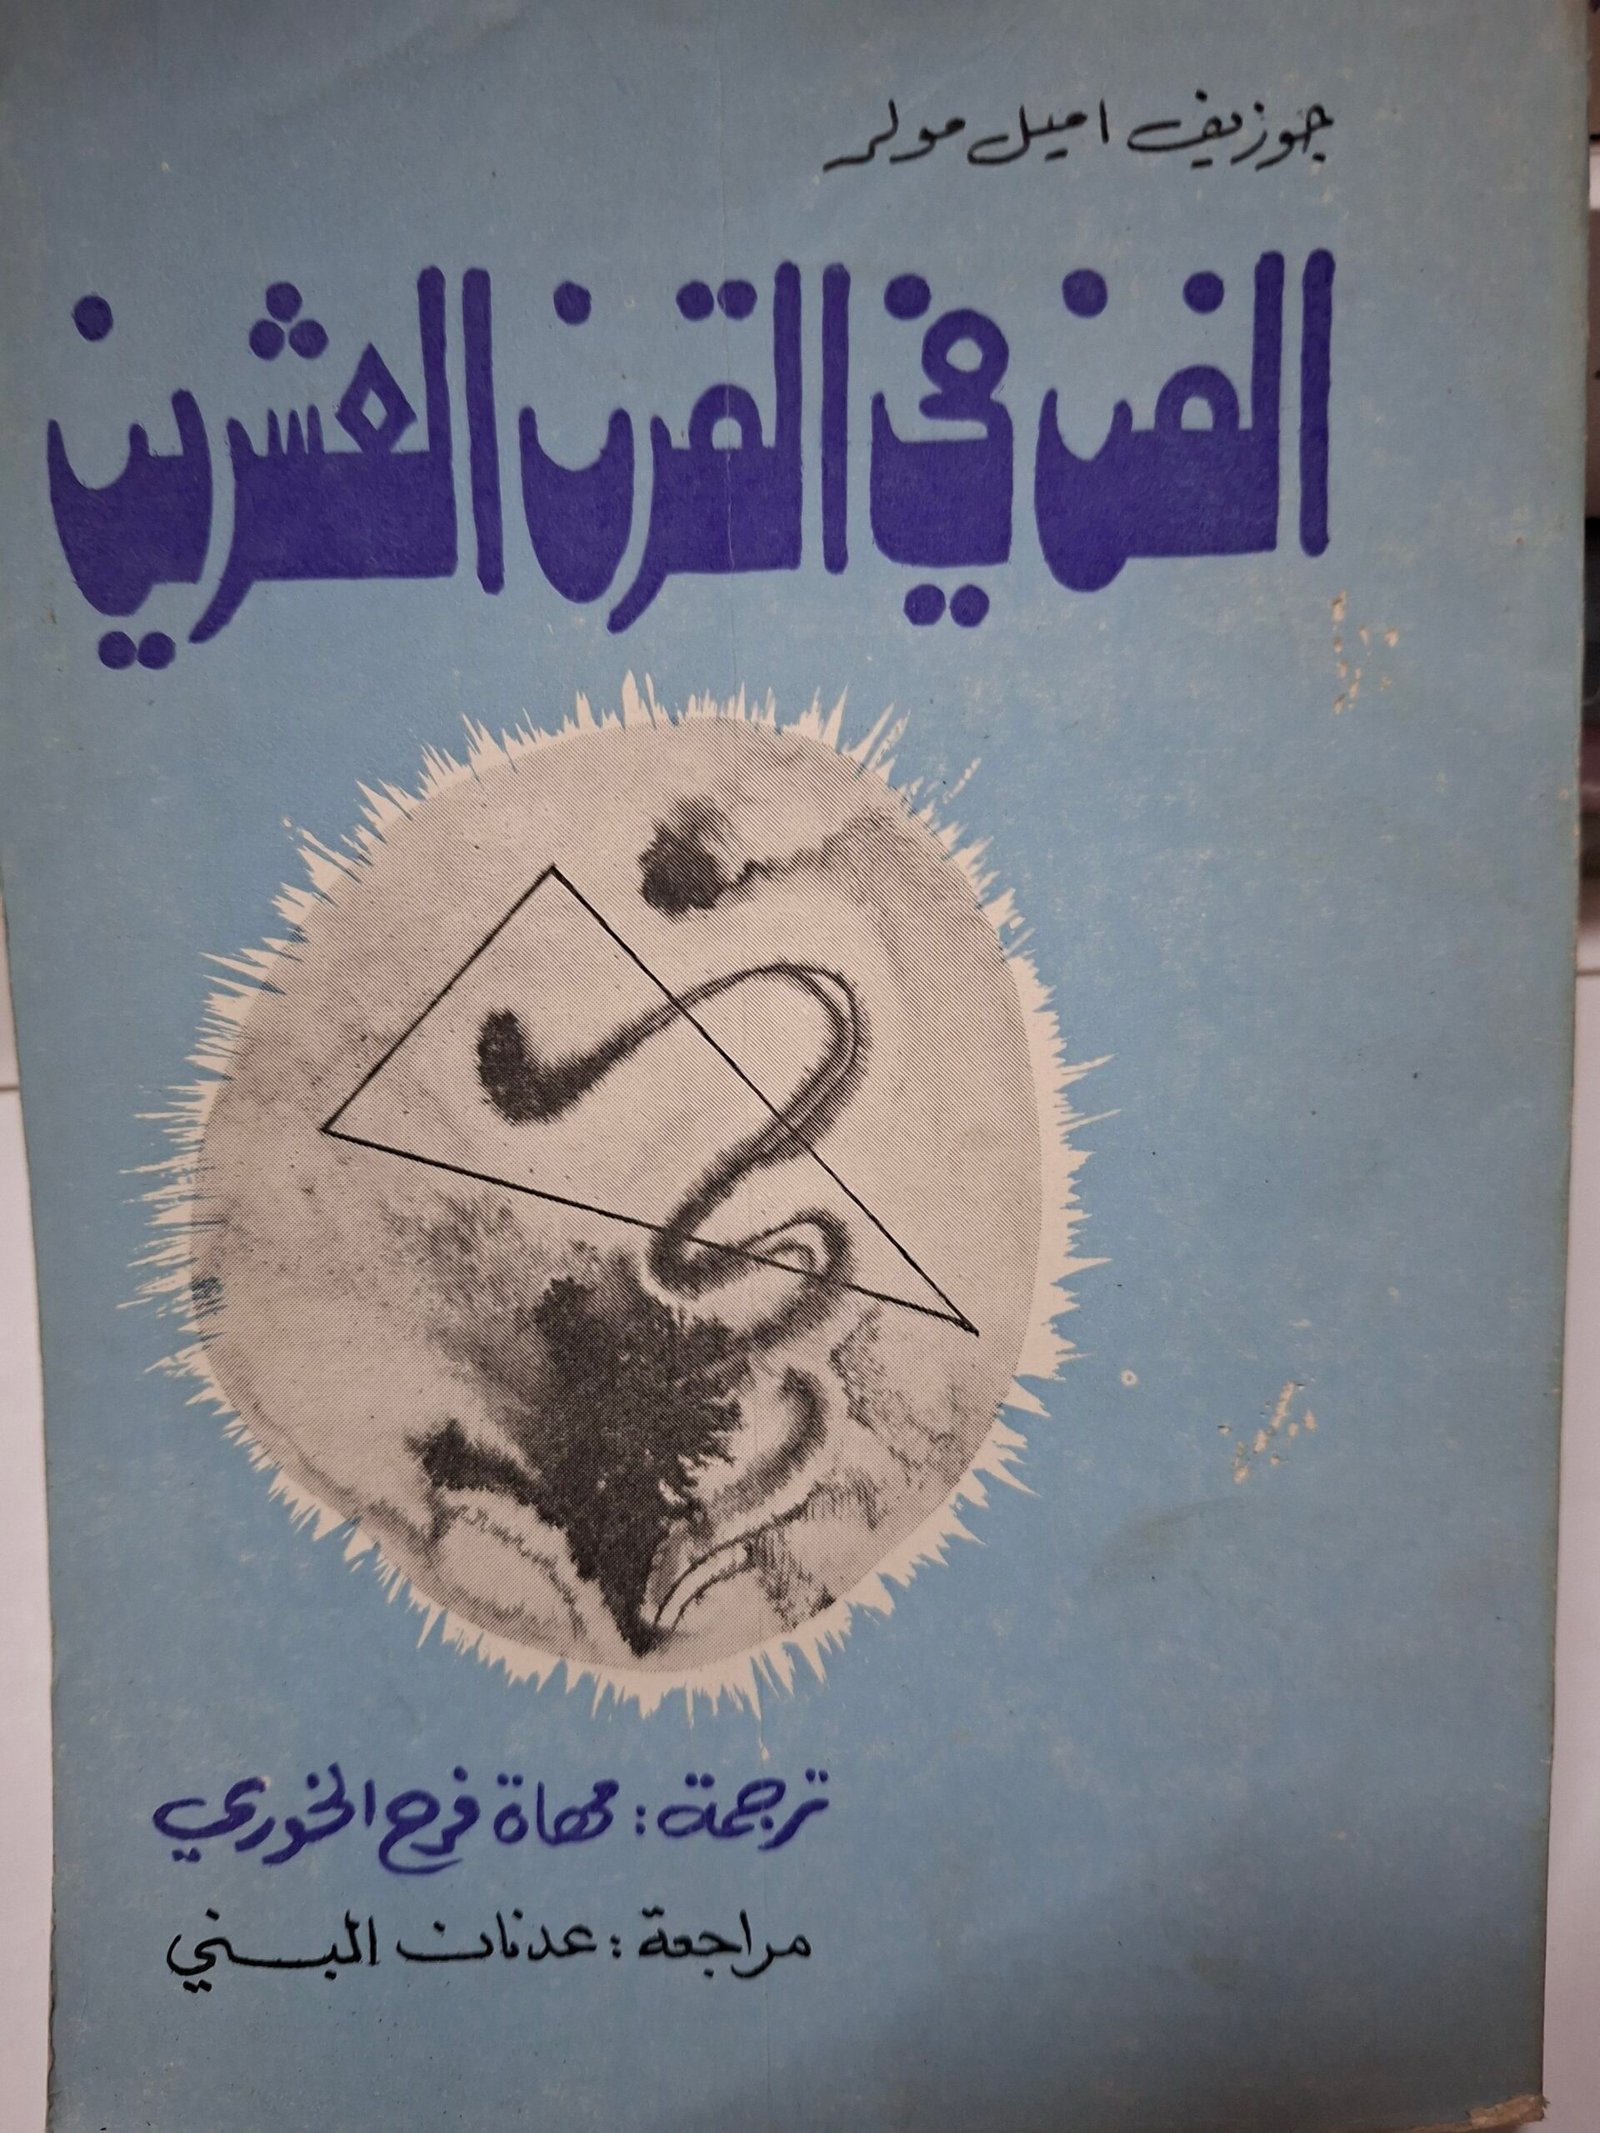 جوزيف اميل مولر
الفن في القرن العشرين
ترجمة: مهاة فرح الخوري
مراجعة: عدنان البني